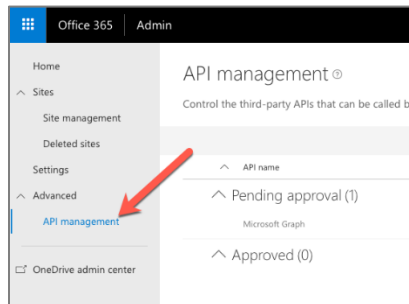 Office 365 Admin
Home
Sites
Site management
Deleted sites
Settings
Advanced
API management
OneDrive admin center
API management
Control the third-party APIs that can be called b
API name
Pending approval (1)
Microsoft Graph
Approved (0)